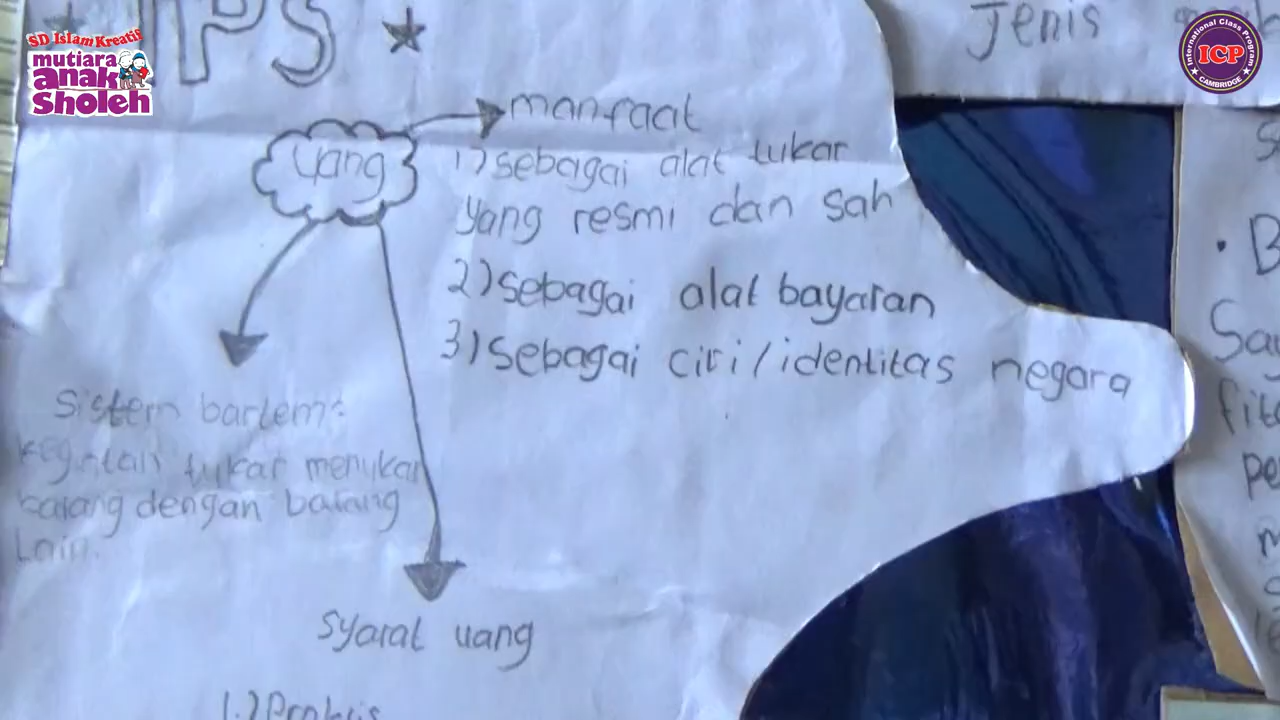 SD Islam Kreatif
mutiara
anak
sholeh
IPS
Jenis
International Class Program
ICP
CAMBRIDGE
uang
manfaat
1) sebagai alat tukar
yang resmi dan sah
2) sebagai alat bayaran
3) sebagai ciri/identitas negara
Sistem barter :
kegiatan tukar menukar
barang dengan barang
Lain.
Syarat uang
1.) Praktis